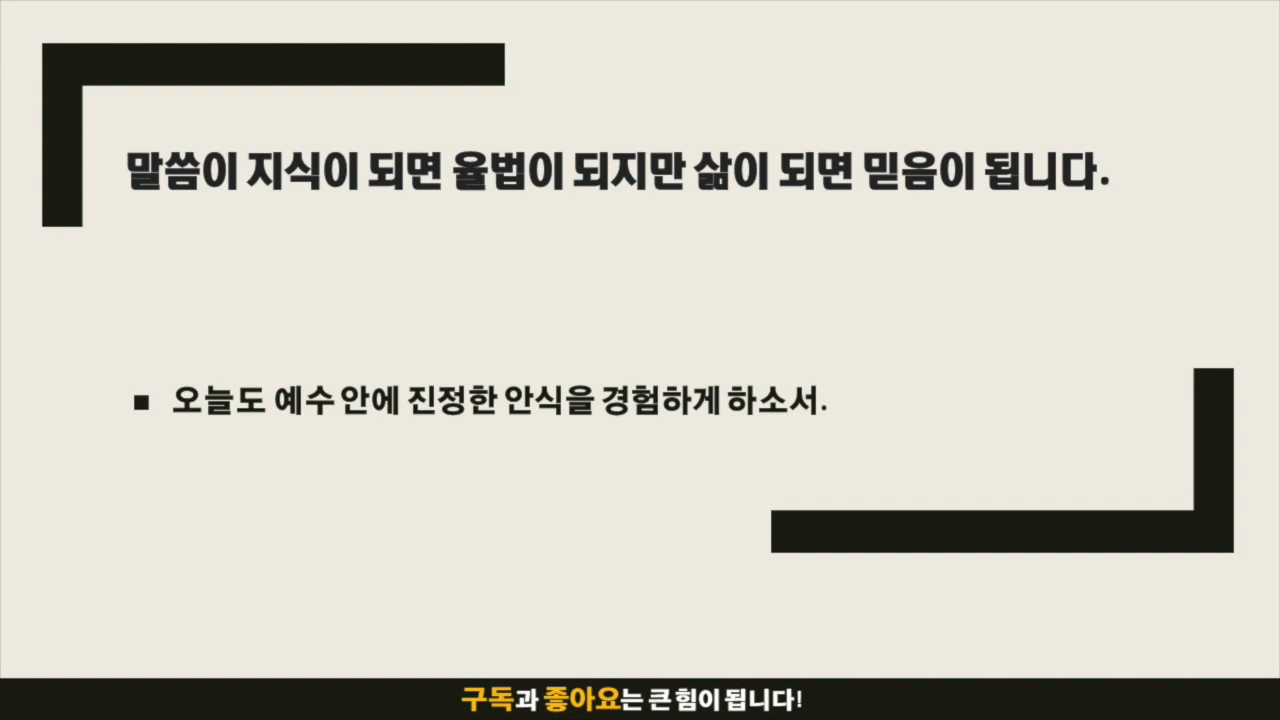 말씀이 지식이 되면 율법이 되지만 삶이 되면 믿음이 됩니다.
■ 오늘도 예수 안에 진정한 안식을 경험하게 하소서.
구독과 좋아요는 큰 힘이 됩니다!